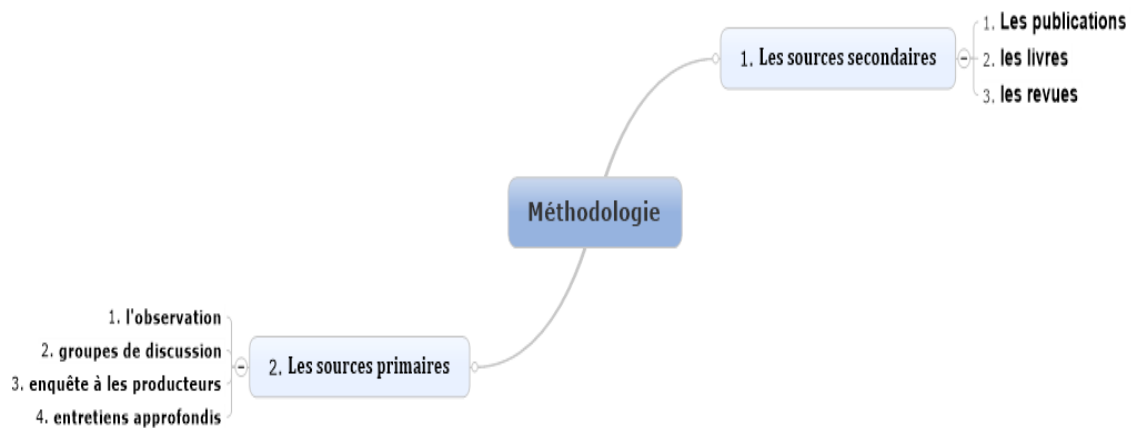 Méthodologie
1. Les sources secondaires
1. Les publications
2. les livres
3. les revues
2. Les sources primaires
1. l'observation
2. groupes de discussion
3. enquête à les producteurs
4. entretiens approfondis